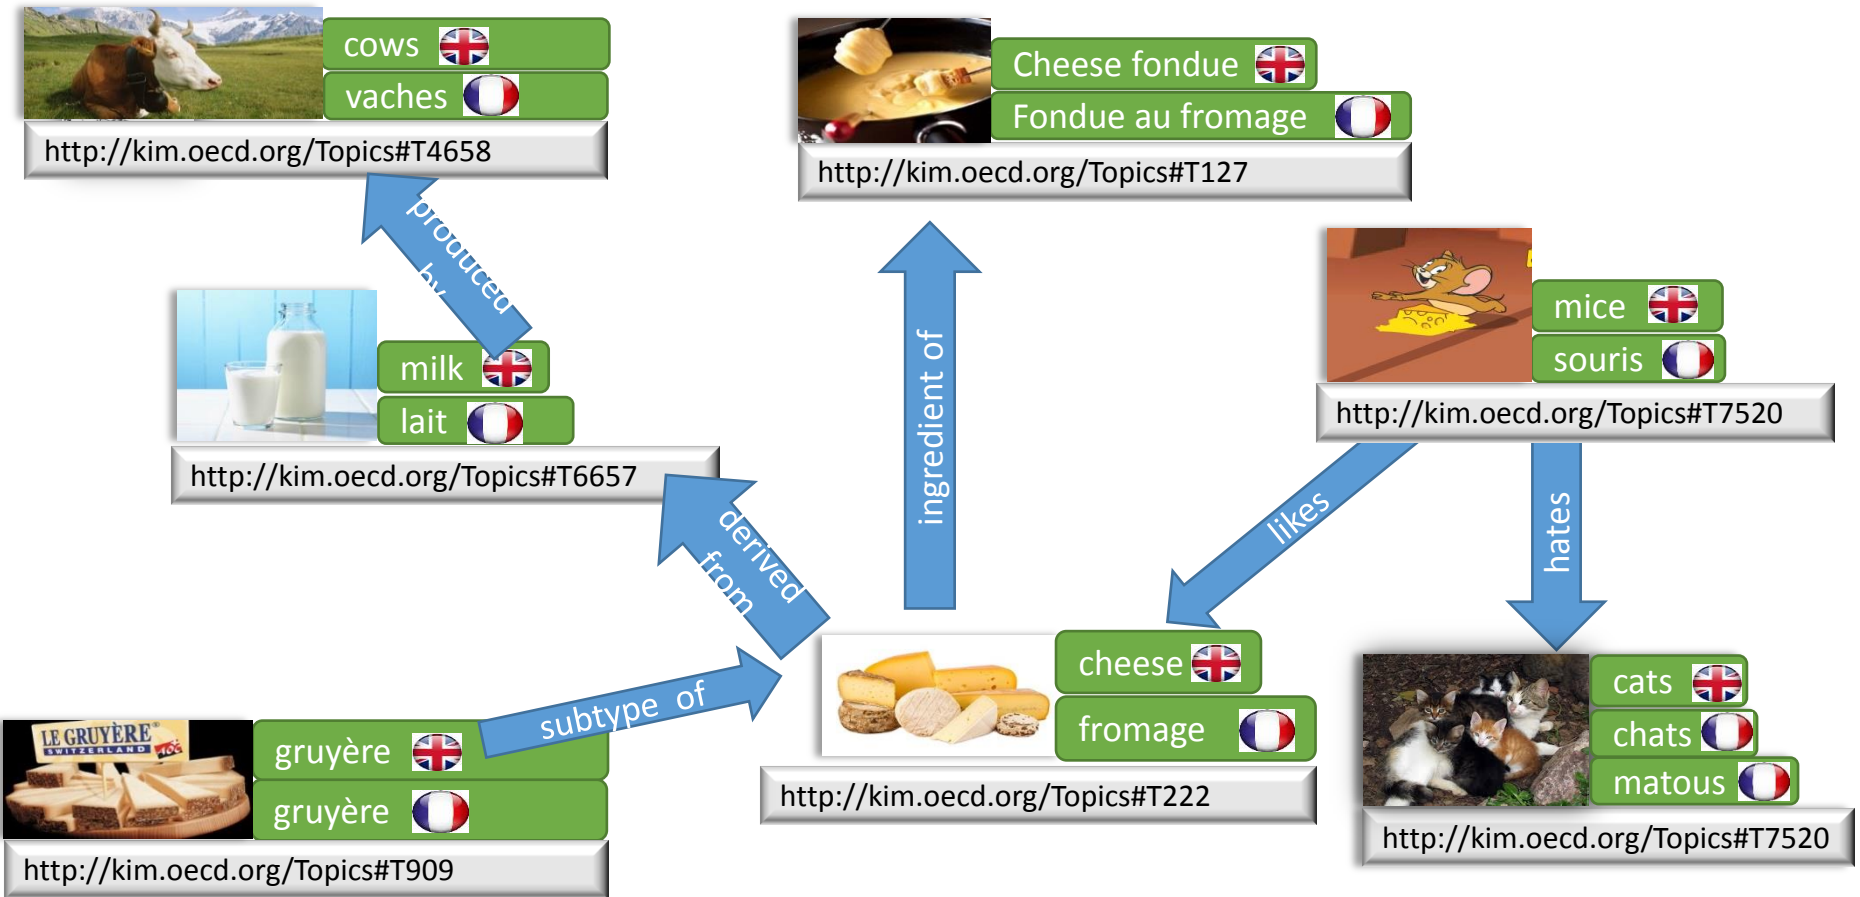 cows
vaches
http://kim.oecd.org/Topics#T4658
Cheese fondue
Fondue au fromage
http://kim.oecd.org/Topics#T127
produced
by
mice
souris
http://kim.oecd.org/Topics#T7520
milk
lait
http://kim.oecd.org/Topics#T6657
ingredient of
likes
hates
derived
from
cheese
fromage
http://kim.oecd.org/Topics#T222
cats
chats
matous
http://kim.oecd.org/Topics#T7520
subtype of
LE GRUYÈRE®
SWITZERLAND AOC
gruyère
gruyère
http://kim.oecd.org/Topics#T909